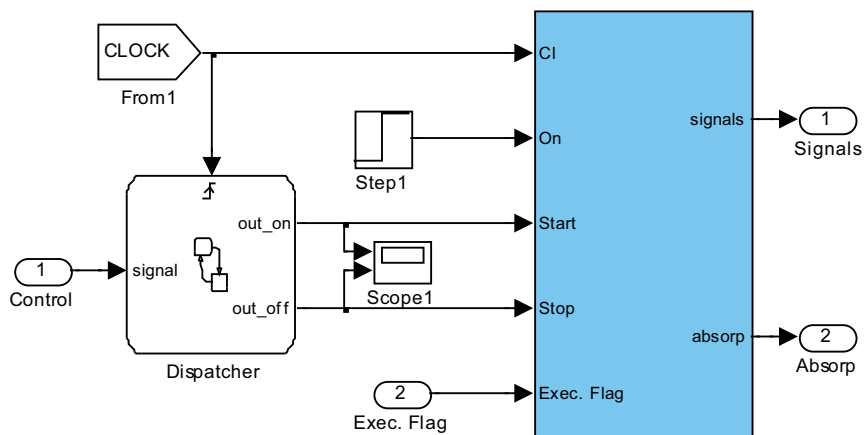 CLOCK
From1
Cl
On
Step1
signals
1
Signals
signal
out_on
out_off
1
Control
Dispatcher
Scope1
Start
Stop
absorp
2
Absorp
2
Exec. Flag
Exec. Flag